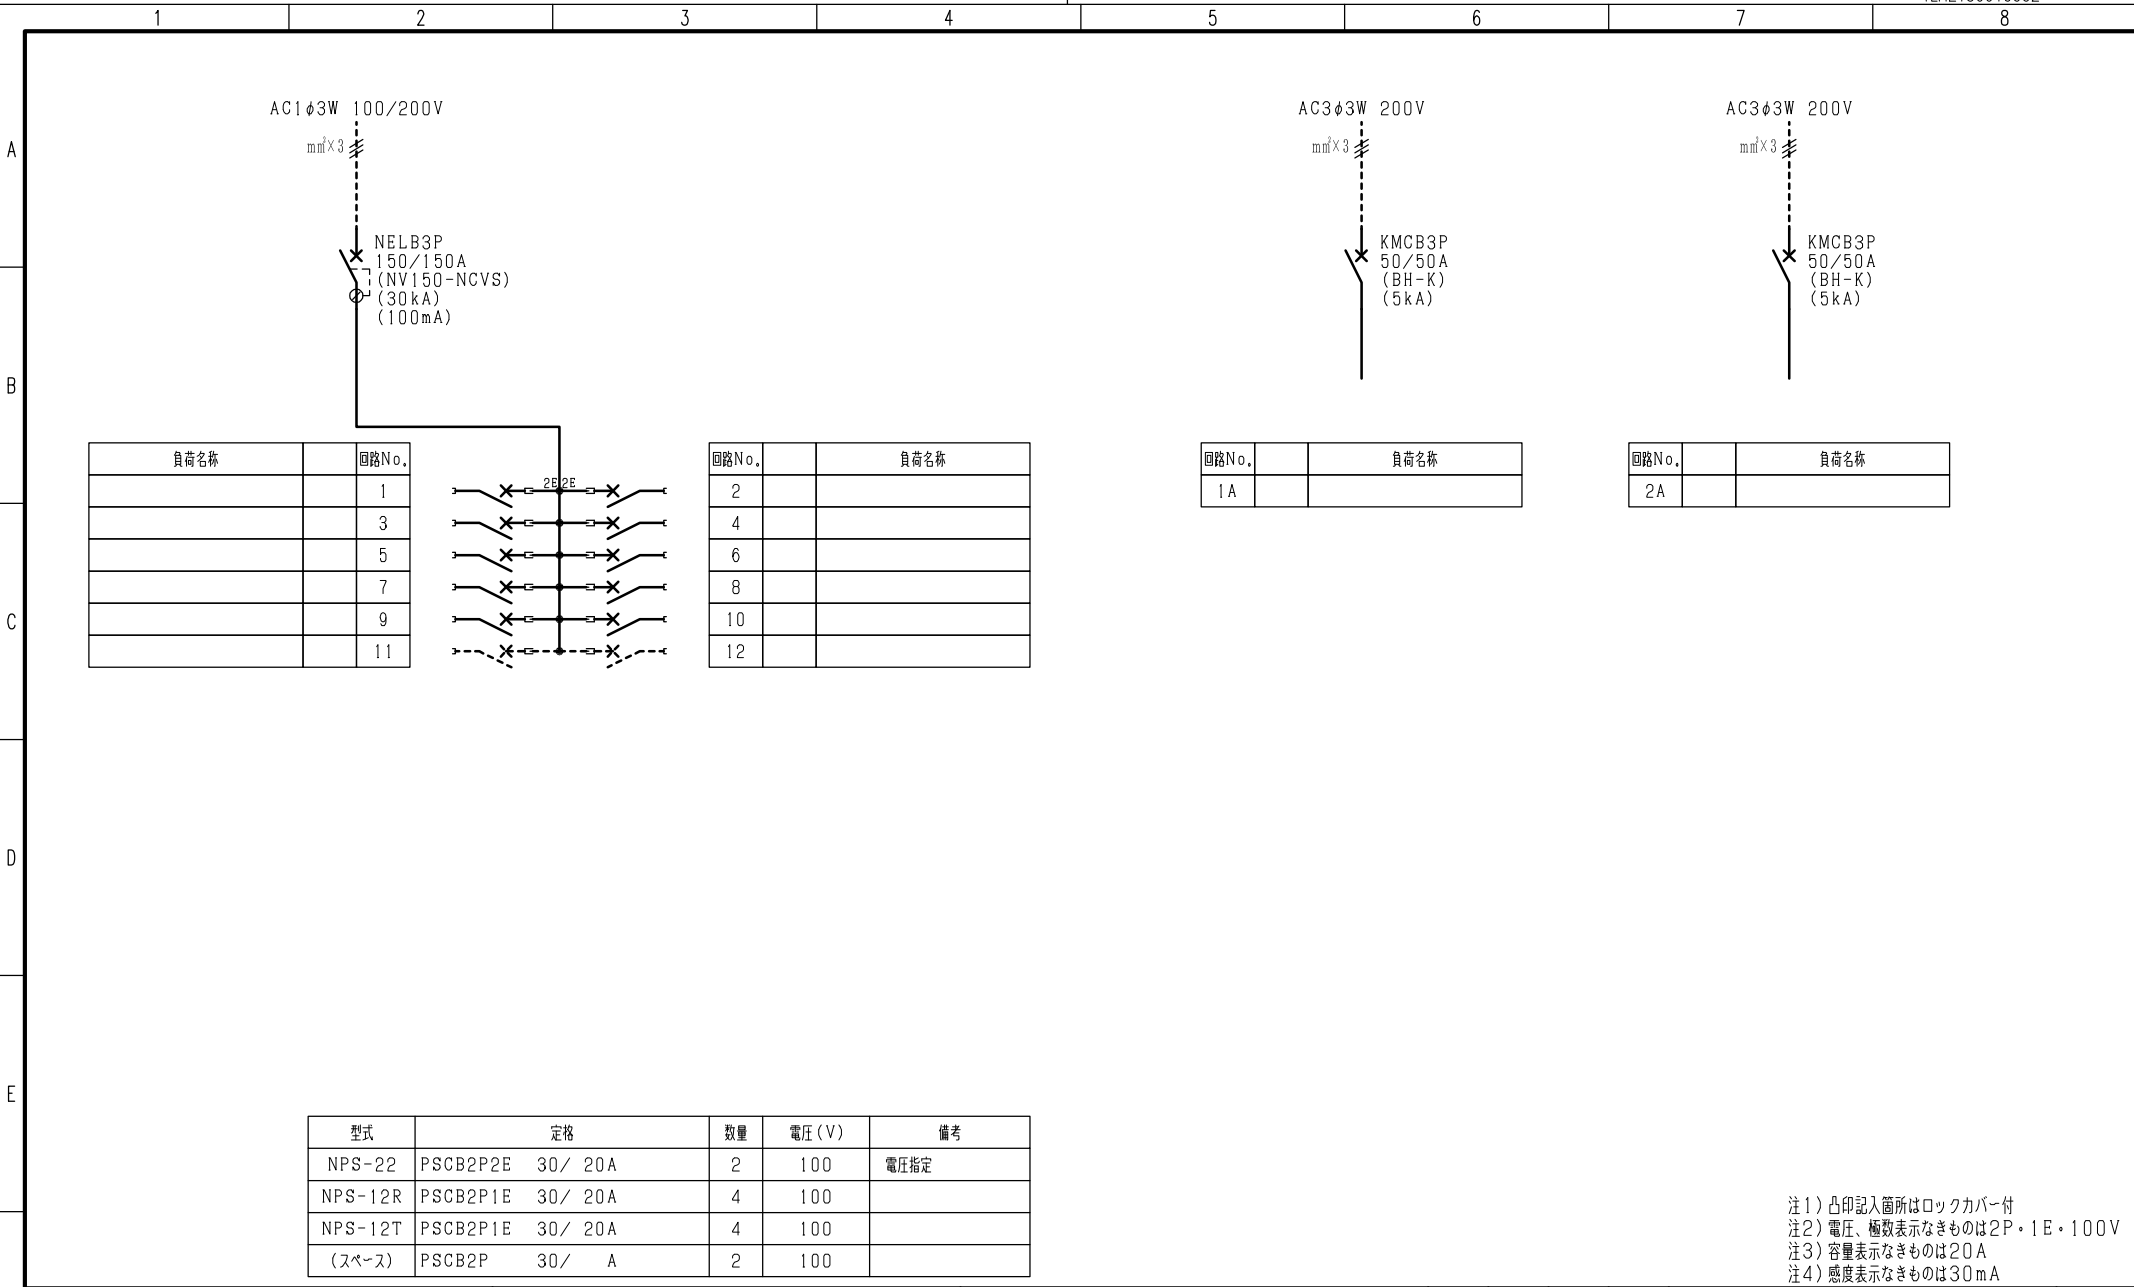 1 2 3 4 5 6 7 8
A
B
C
D
E
AC1φ3W 100/200V
mm²×3
NELB3P
150/150A
(NV150-NCVS)
(30kA)
(100mA)
AC3φ3W 200V
mm²×3
KMCB3P
50/50A
(BH-K)
(5kA)
AC3φ3W 200V
mm²×3
KMCB3P
50/50A
(BH-K)
(5kA)
負荷名称 回路No.
1
3
5
7
9
11
2E 2E
回路No. 負荷名称
2
4
6
8
10
12
回路No. 負荷名称
1A
回路No. 負荷名称
2A
型式 定格 数量 電圧(V) 備考
NPS-22 PSCB2P2E 30/ 20A 2 100 電圧指定
NPS-12R PSCB2P1E 30/ 20A 4 100
NPS-12T PSCB2P1E 30/ 20A 4 100
(スペース) PSCB2P 30/ A 2 100
注1)凸印記入箇所はロックカバー付
注2)電圧、極数表示なきものは2P・1E・100V
注3)容量表示なきものは20A
注4)感度表示なきものは30mA